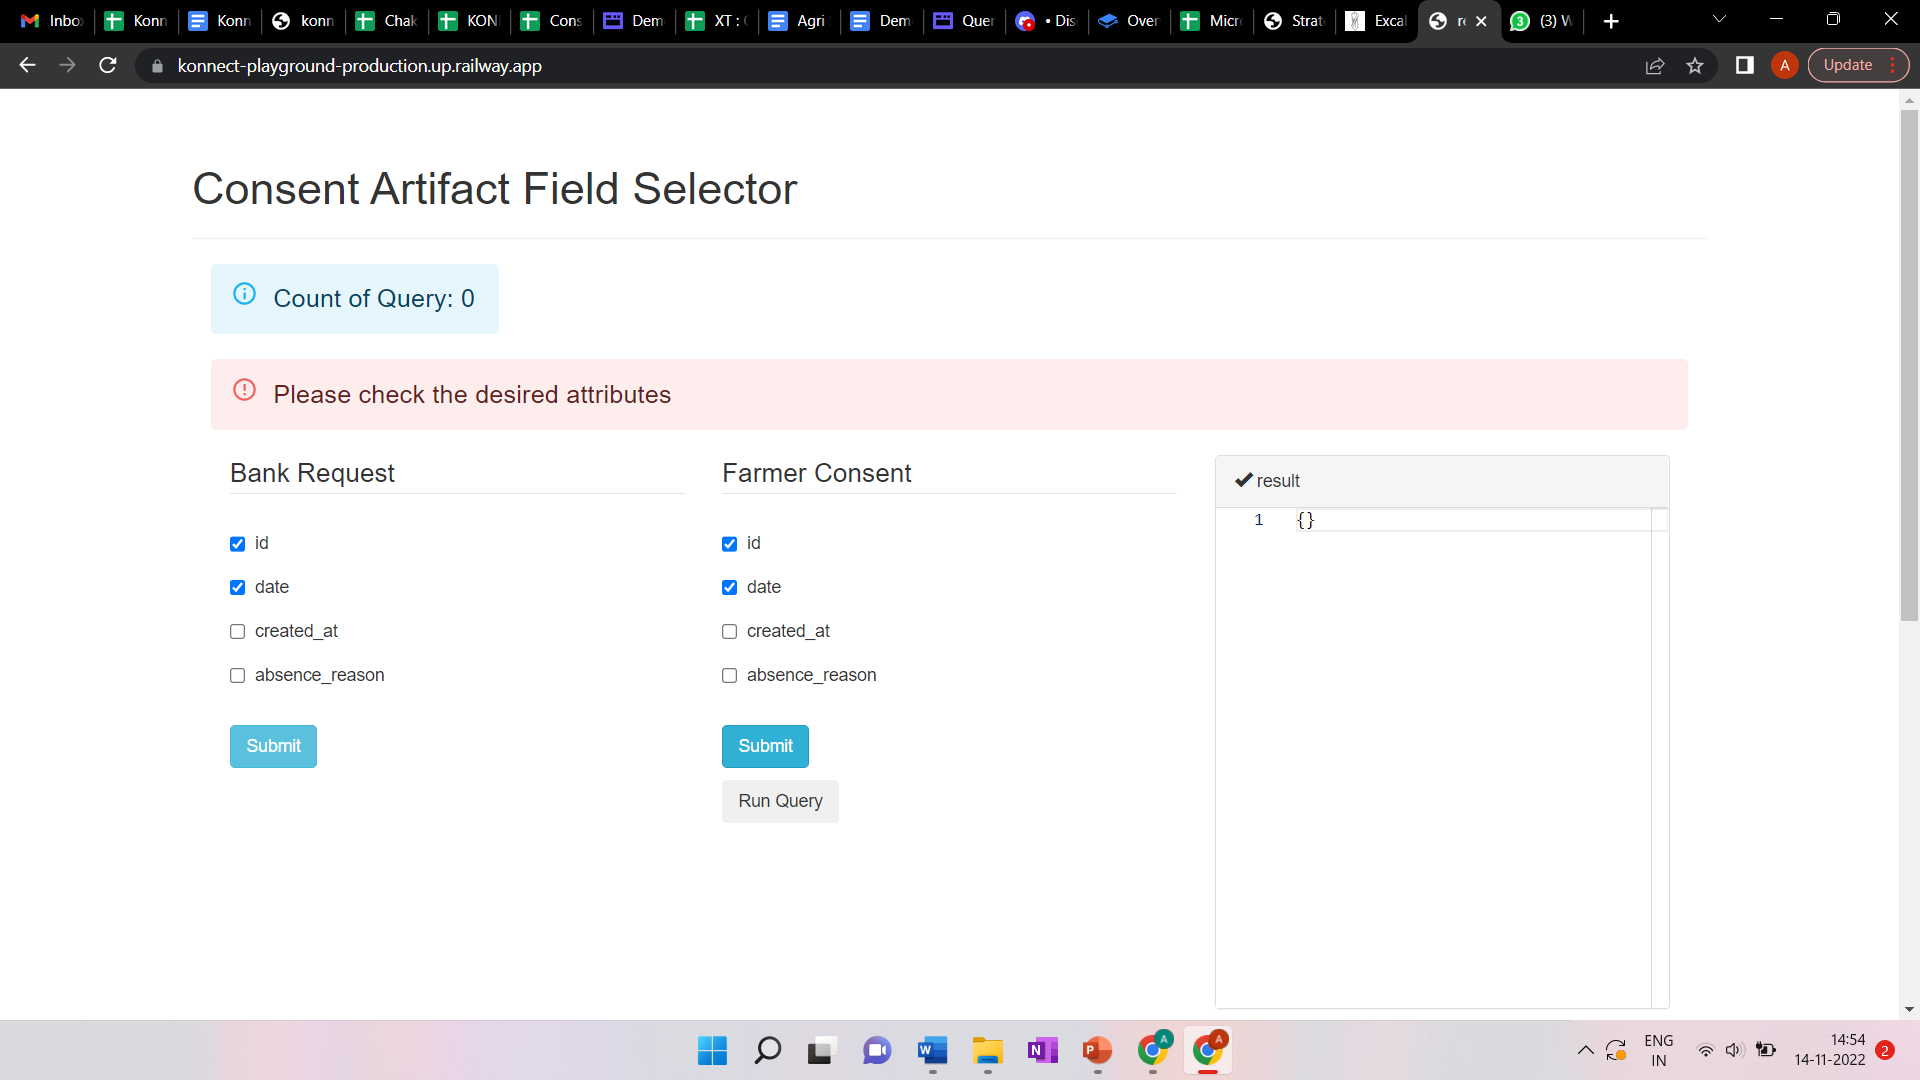 Inbo Konn Konn konn Chak KONI Cons Dem XT : Agri Dem Quer • Dis Over Micr Strat Excal re (3) W
konnect-playground-production.up.railway.app A Update
Consent Artifact Field Selector
Count of Query: 0
Please check the desired attributes
Bank Request Farmer Consent result
1 {}
id id
date date
created_at created_at
absence_reason absence_reason
Submit Submit
Run Query
ENG 14:54
IN 14-11-2022 2